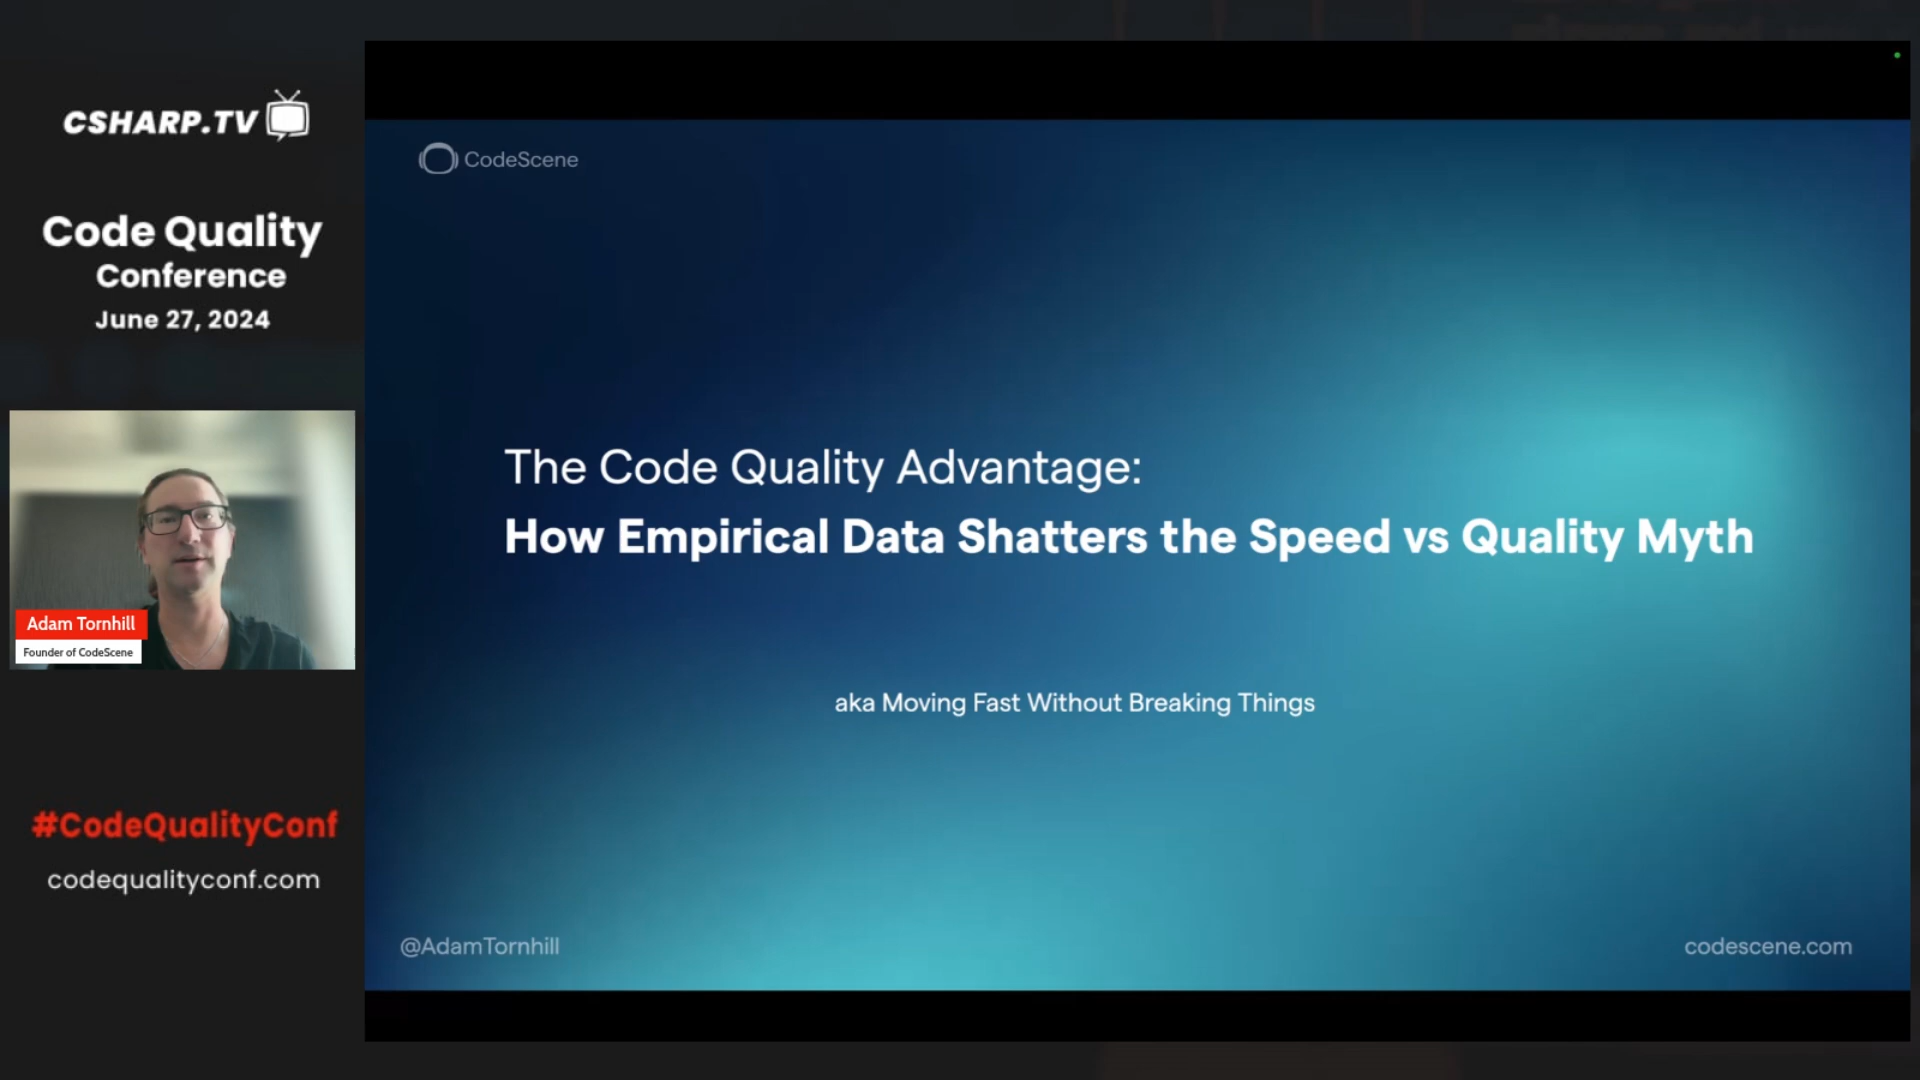 CSHARP.TV
Code Quality
Conference
June 27, 2024
Adam Tornhill
Founder of CodeScene
#CodeQualityConf
codequalityconf.com
CodeScene
The Code Quality Advantage:
How Empirical Data Shatters the Speed vs Quality Myth
aka Moving Fast Without Breaking Things
@AdamTornhill
codescene.com